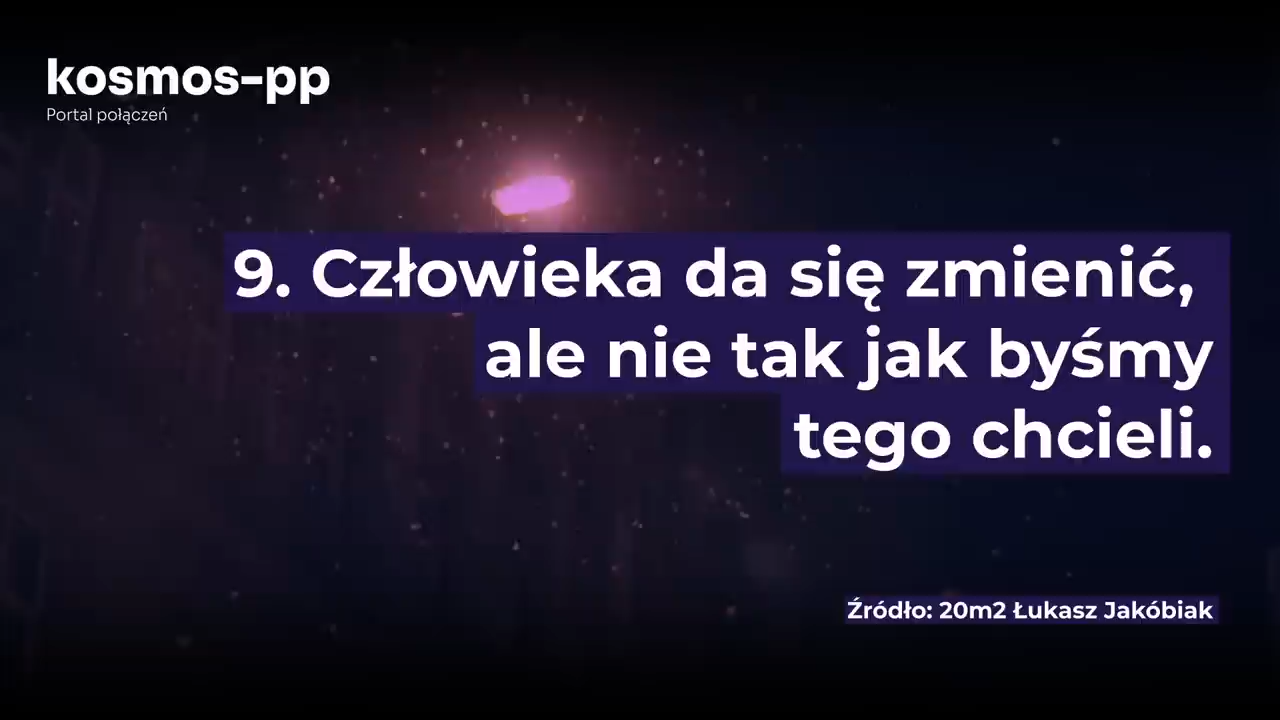 kosmos-pp
Portal połączeń
9. Człowieka da się zmienić,
ale nie tak jak byśmy
tego chcieli.
Źródło: 20m2 Łukasz Jakóbiak